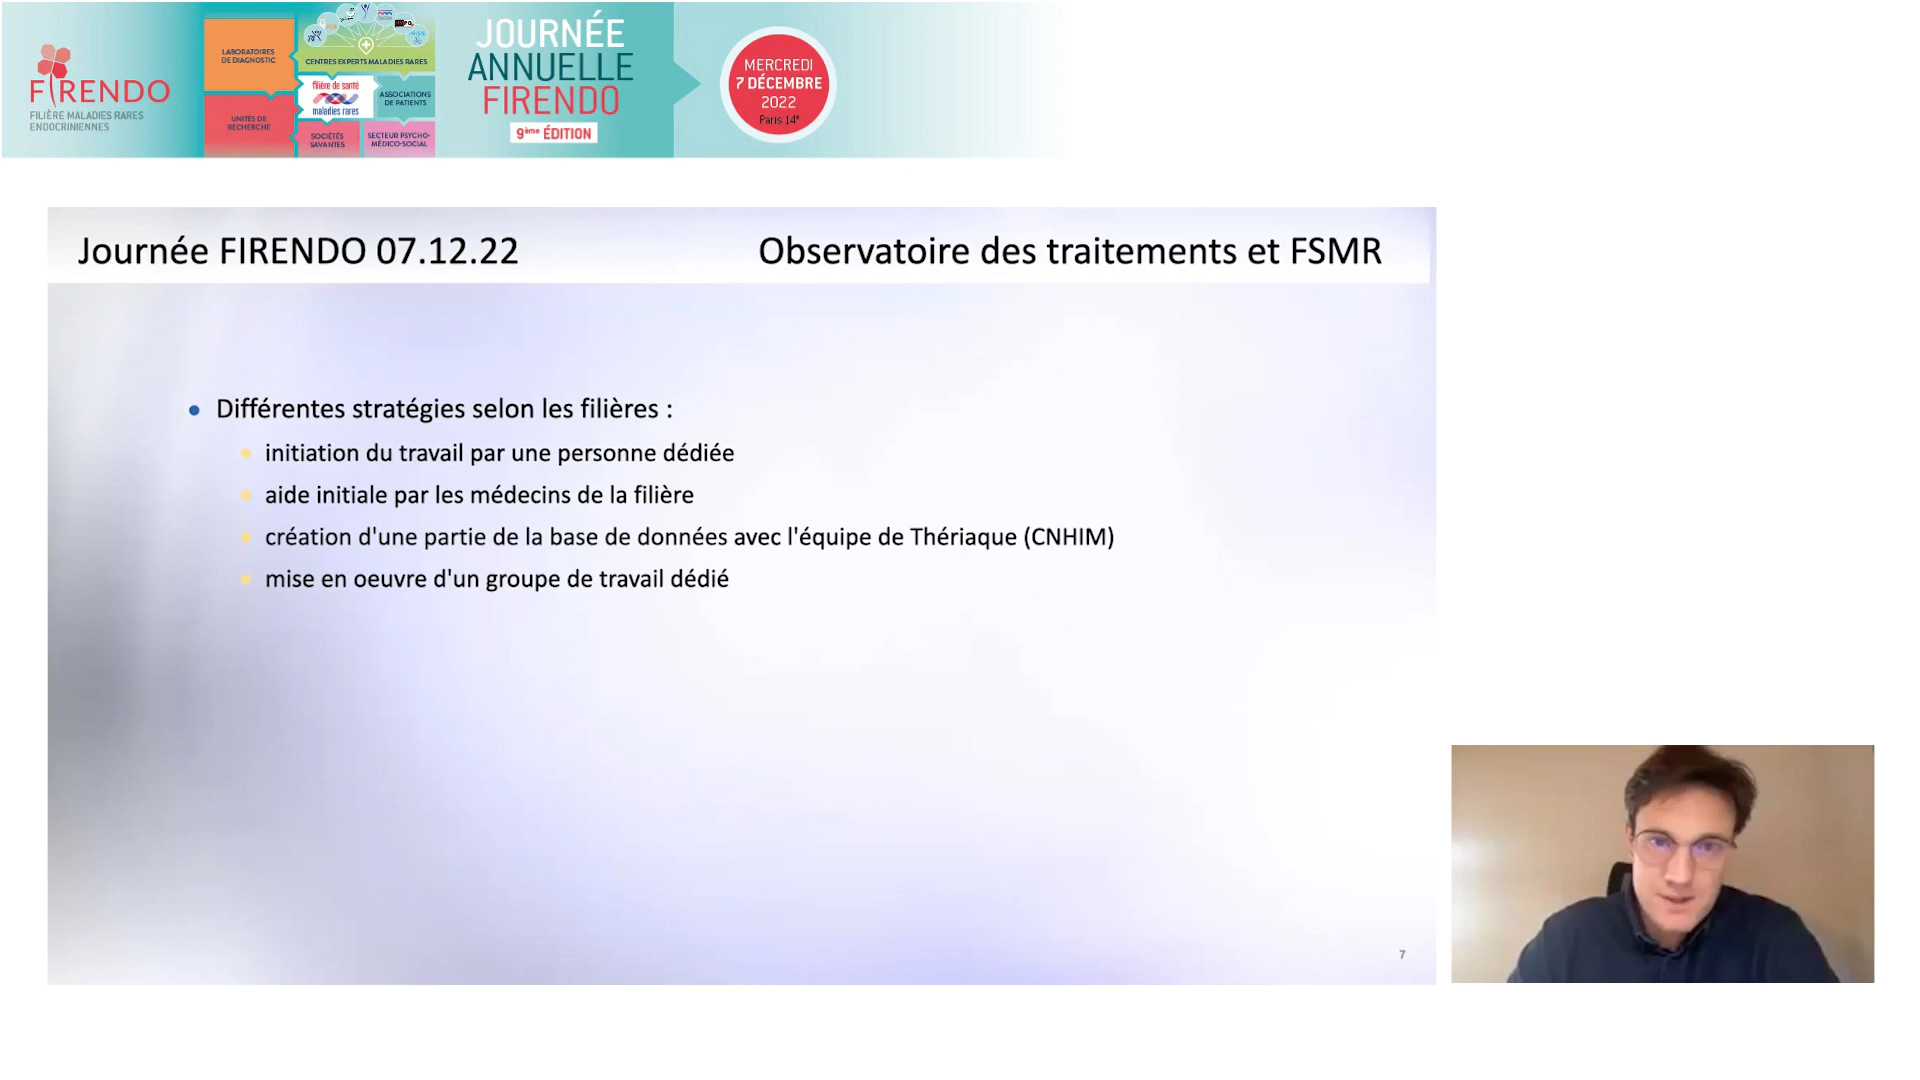 FIRENDO
FILIÈRE MALADIES RARES
ENDOCRINIENNES
LABORATOIRES
DE DIAGNOSTIC
UNITÉS DE
RECHERCHE
CENTRES EXPERTS MALADIES RARES
filière de santé
maladies rares
ASSOCIATIONS
DE PATIENTS
SOCIÉTÉS
SAVANTES
SECTEUR PSYCHO-
MÉDICO-SOCIAL
JOURNÉE
ANNUELLE
FIRENDO
9ème ÉDITION
MERCREDI
7 DÉCEMBRE
2022
Paris 14e
Journée FIRENDO 07.12.22
Observatoire des traitements et FSMR
Différentes stratégies selon les filières :
initiation du travail par une personne dédiée
aide initiale par les médecins de la filière
création d'une partie de la base de données avec l'équipe de Thériaque (CNHIM)
mise en oeuvre d'un groupe de travail dédié
7